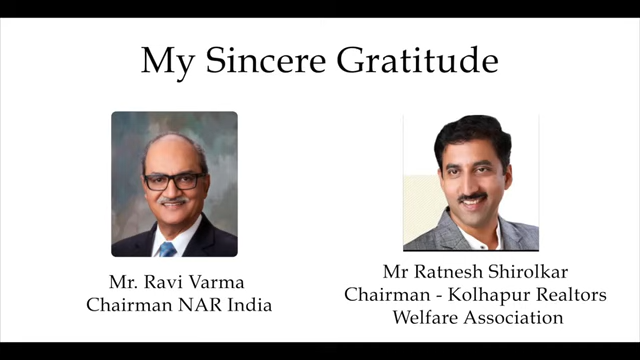 My Sincere Gratitude
Mr. Ravi Varma
Chairman NAR India
Mr Ratnesh Shirolkar
Chairman - Kolhapur Realtors
Welfare Association